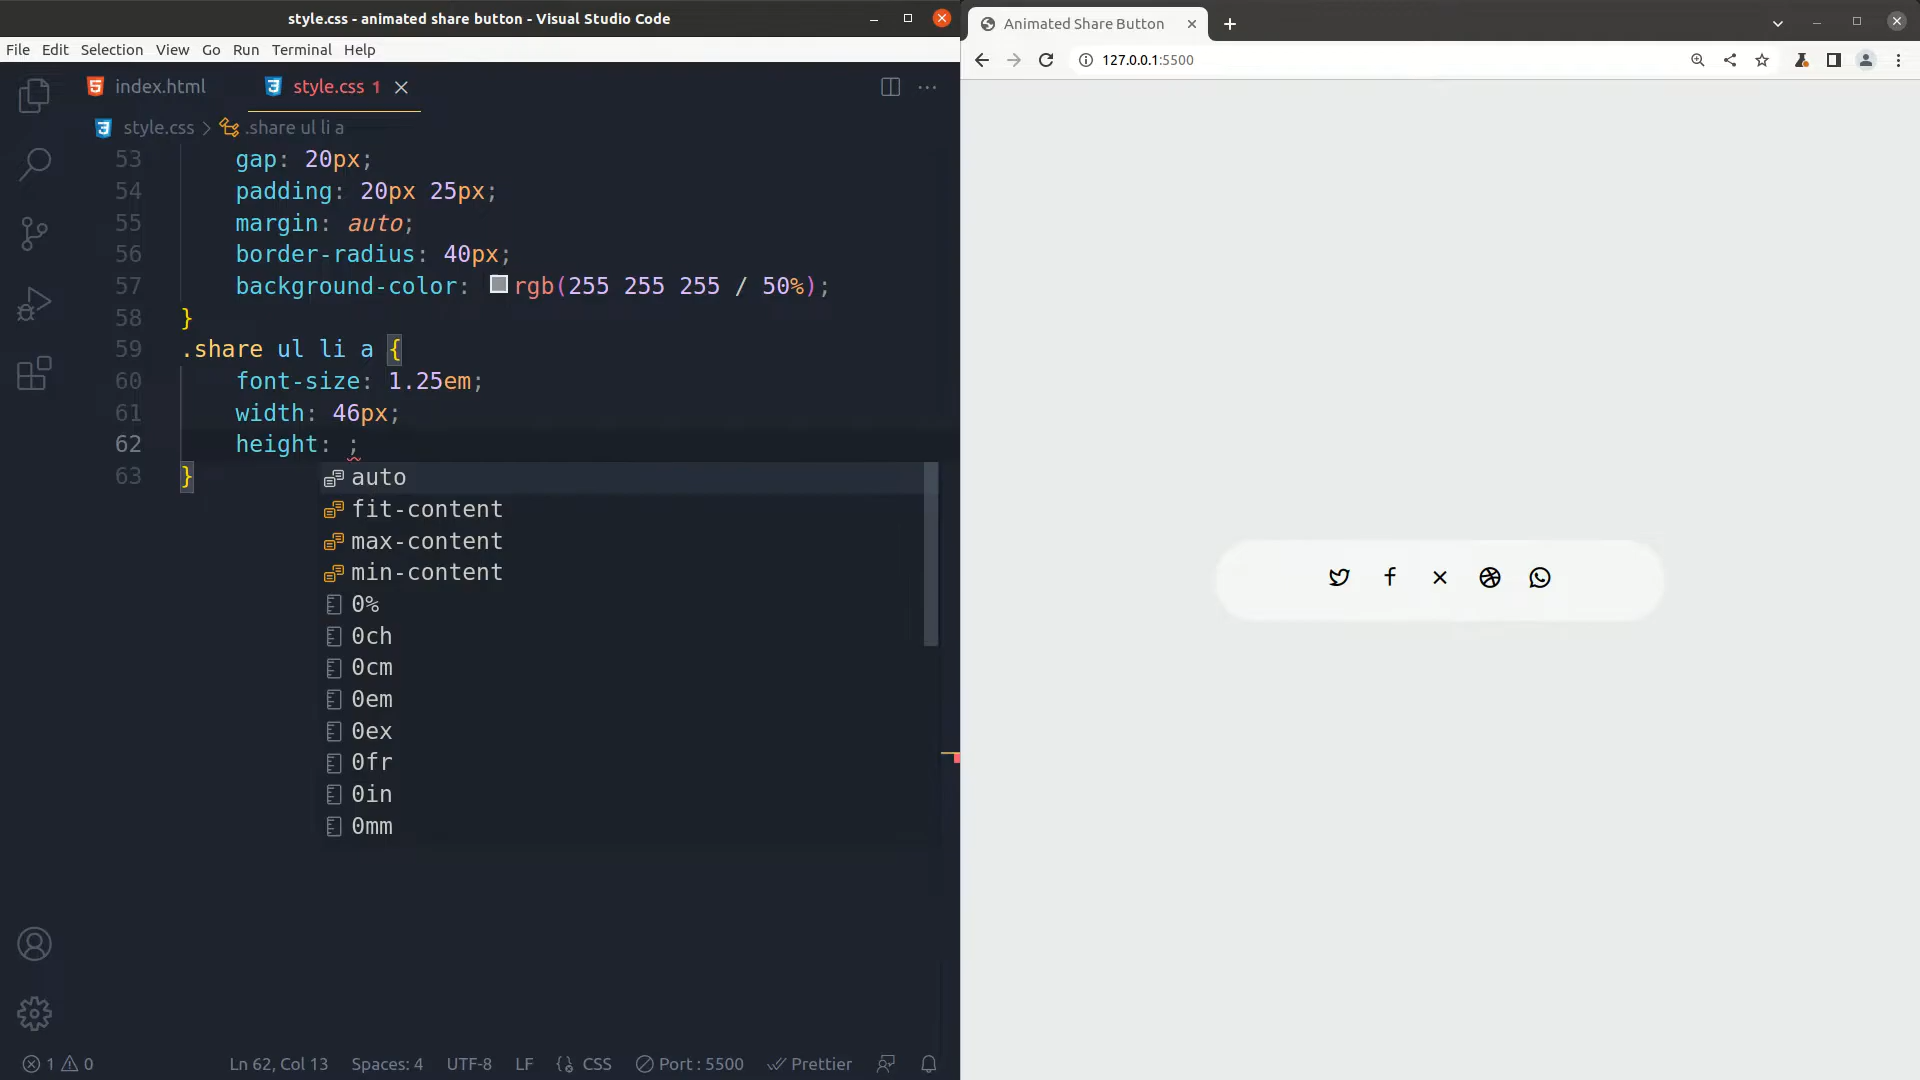 style.css - animated share button - Visual Studio Code
File Edit Selection View Go Run Terminal Help
index.html
style.css 1
style.css > .share ul li a
53 gap: 20px;
54 padding: 20px 25px;
55 margin: auto;
56 border-radius: 40px;
57 background-color: rgb(255 255 255 / 50%);
58 }
59 .share ul li a {
60 font-size: 1.25em;
61 width: 46px;
62 height: ;
63 }
auto
fit-content
max-content
min-content
0%
0ch
0cm
0em
0ex
0fr
0in
0mm
1 0 Ln 62, Col 13 Spaces: 4 UTF-8 LF CSS Port : 5500 Prettier
Animated Share Button
127.0.0.1:5500